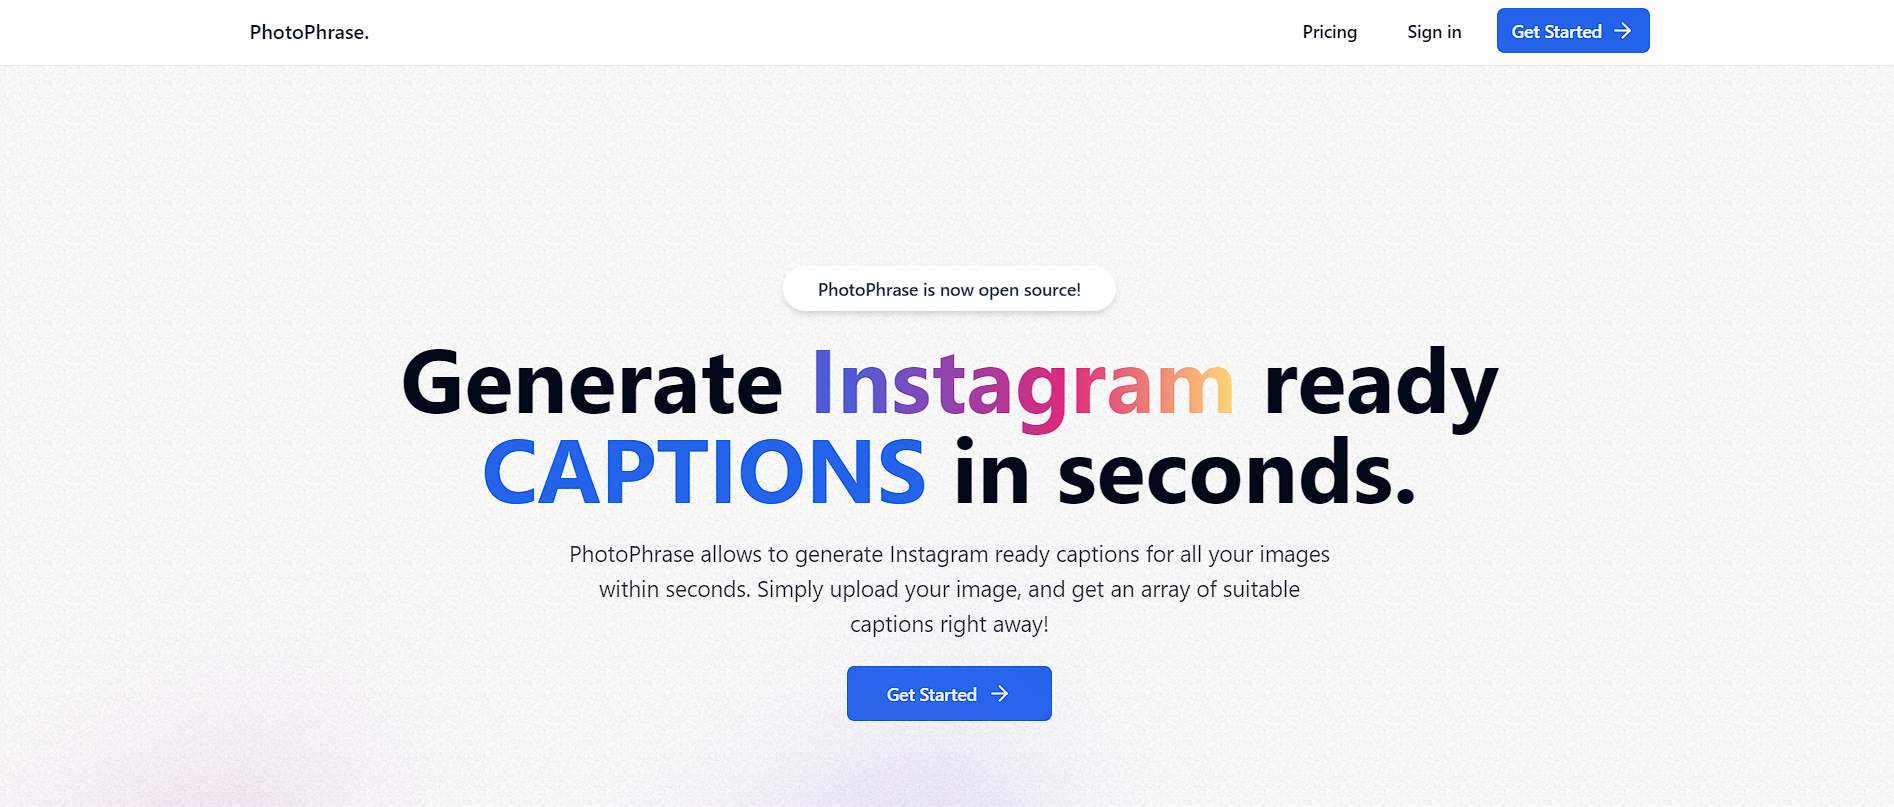 PhotoPhrase.
Pricing
Sign in
Get Started
PhotoPhrase is now open source!
Generate Instagram ready
CAPTIONS in seconds.
PhotoPhrase allows to generate Instagram ready captions for all your images
within seconds. Simply upload your image, and get an array of suitable
captions right away!
Get Started